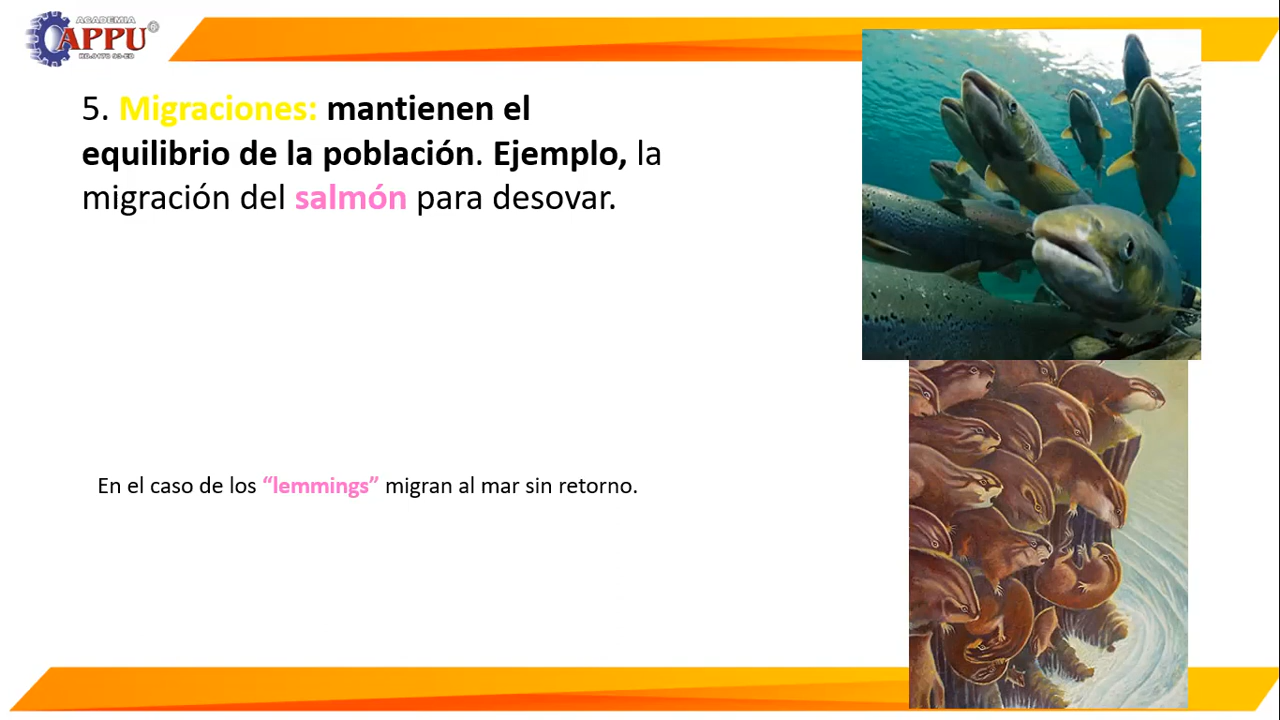 ACADEMIA
APPU®
5. Migraciones: mantienen el
equilibrio de la población. Ejemplo, la
migración del salmón para desovar.
En el caso de los “lemmings” migran al mar sin retorno.